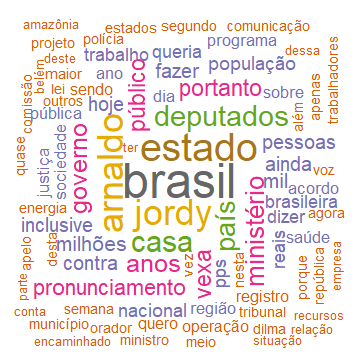 amazônia
estados segundo comunicação
projeto polícia programa
deste trabalho queria dessa
belém maior fazer população
comissão lei sendo ano público portanto trabalhadores
outros dia sobre apenas
pública hoje deputados além
quase justiça sociedade governo arnaldo ter estado pessoas
brasil ainda voz
mil acordo
energia jordy país ministério brasileira
inclusive dizer agora
apelo desta milhões casa reais saúde
contra anos vez vexa pps nesta porque república empresa
parte pronunciamento registro
conta semana nacional região tribunal recursos
município orador quero operação dilma relação
encaminhado ministro meio situação